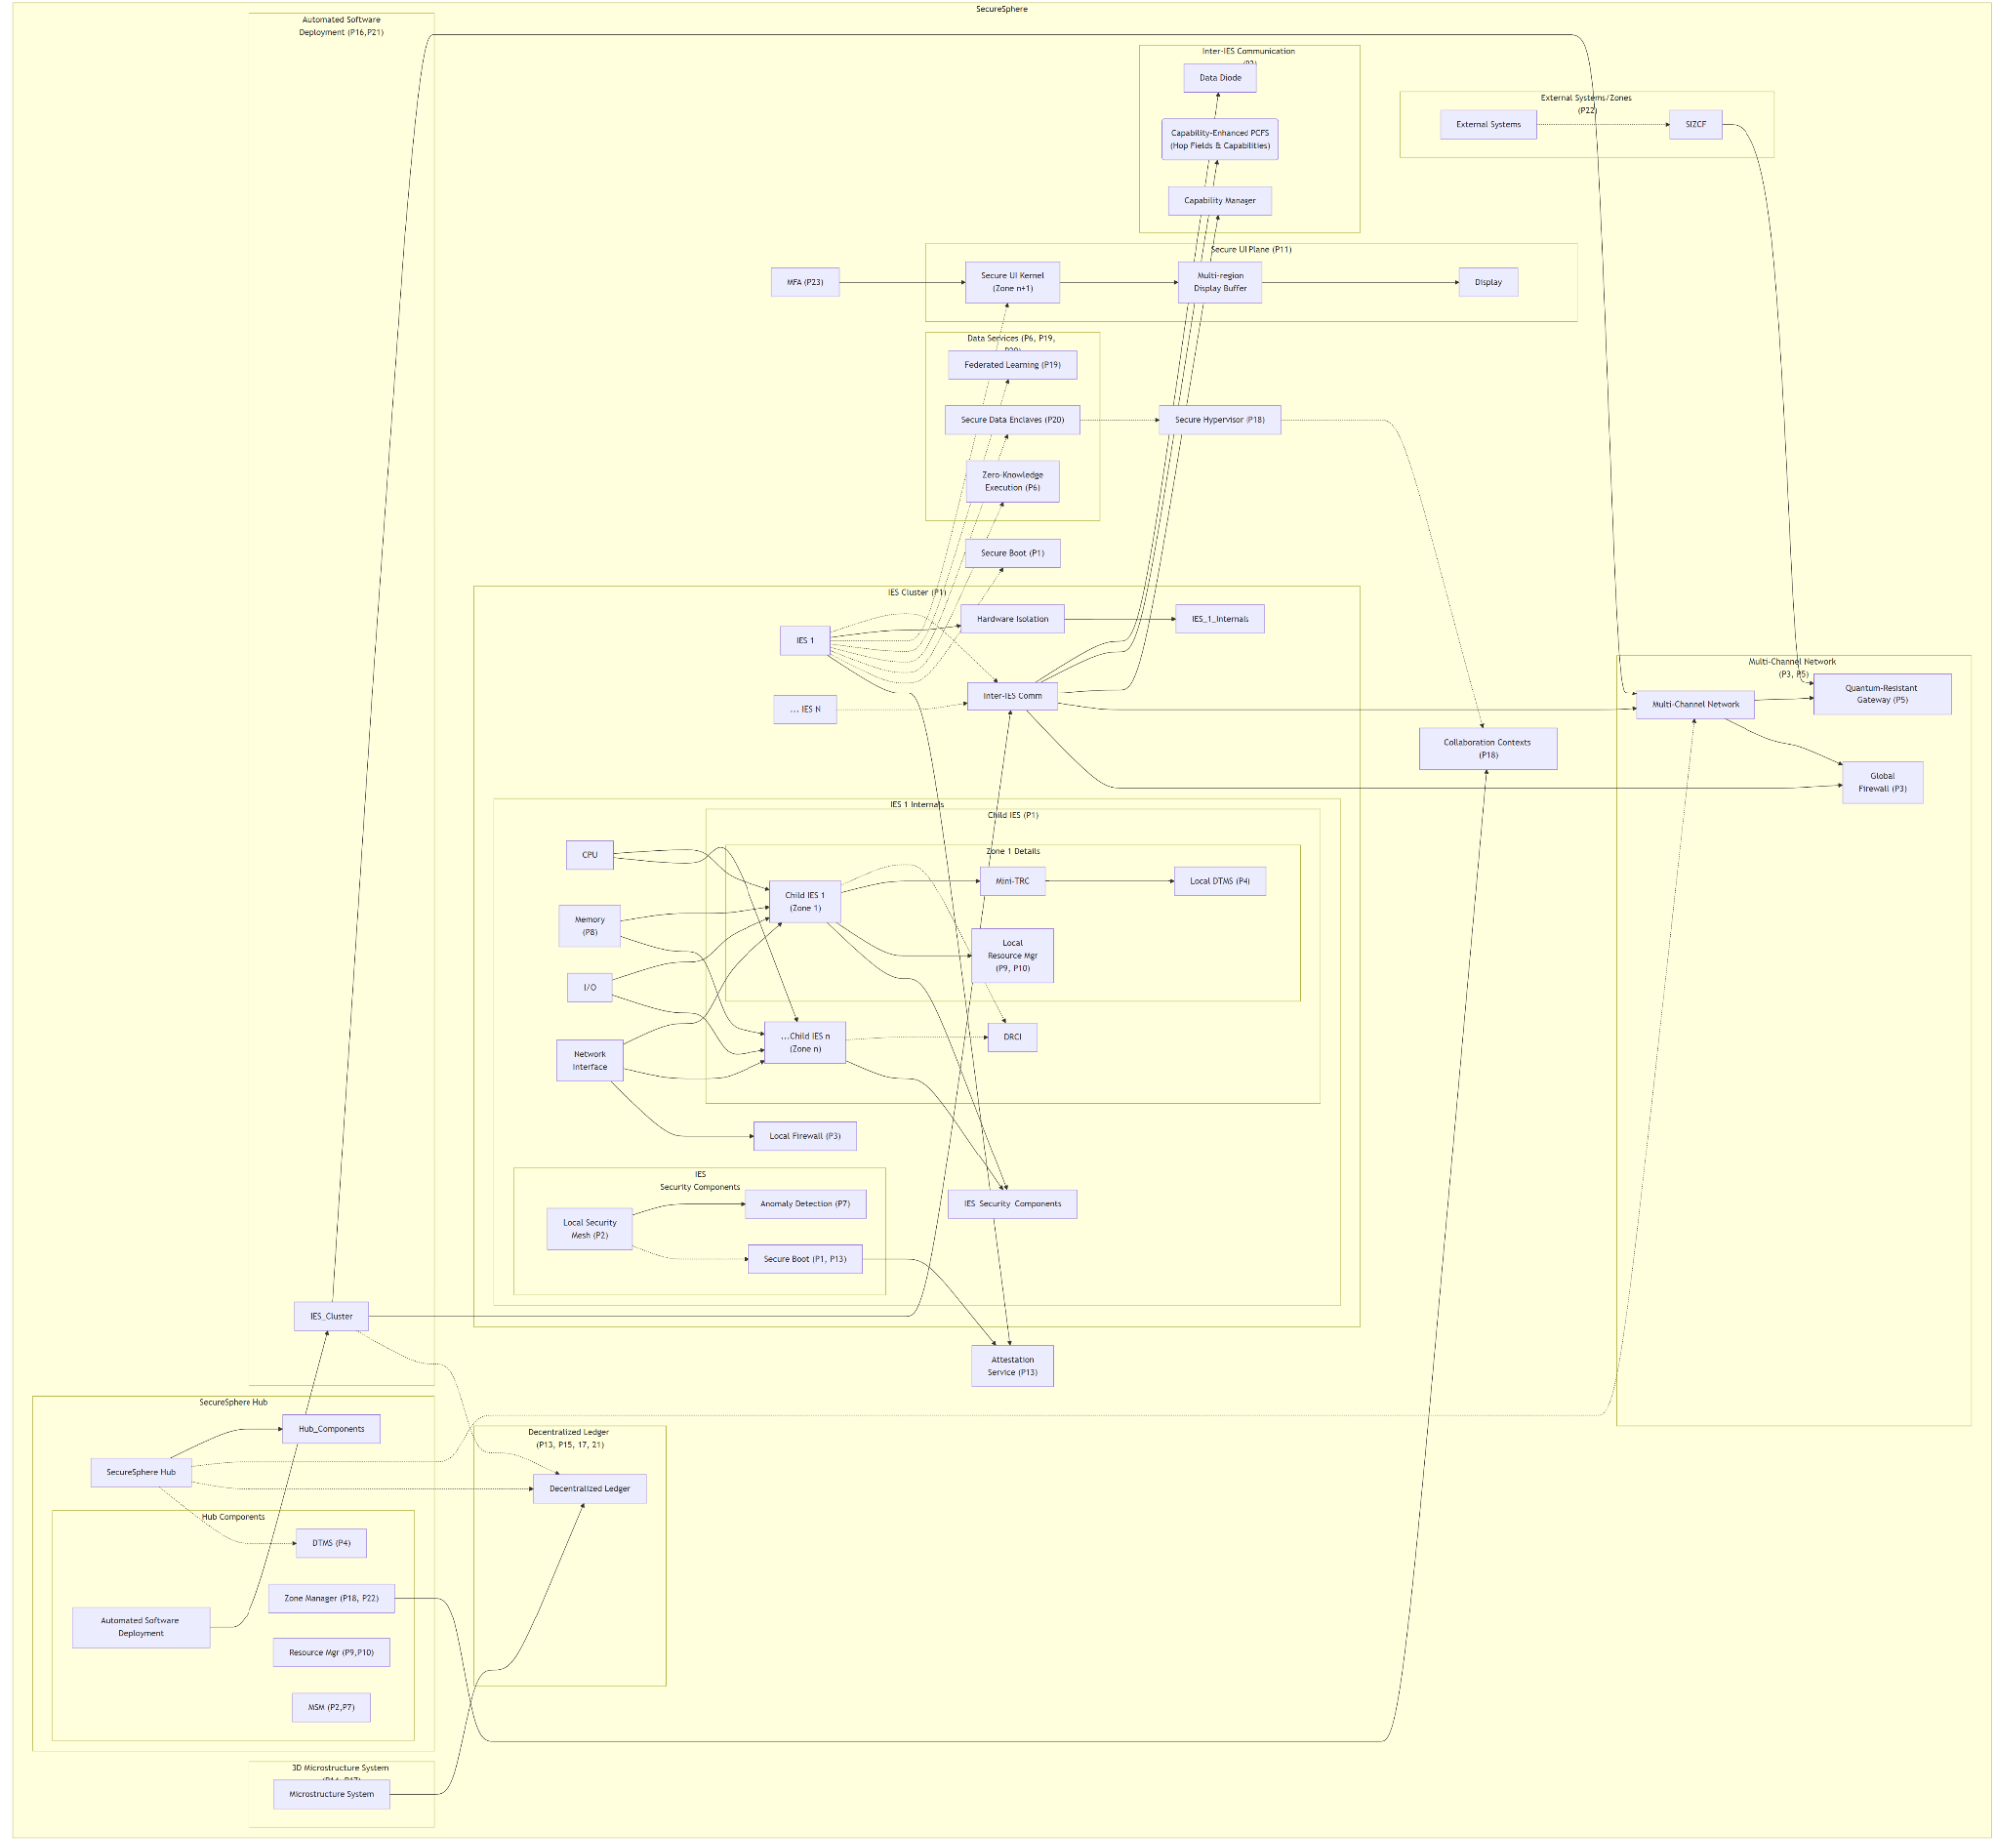 SecureSphere
Automated Software
Deployment (P16,P21)
Inter-IES Communication
Data Diode
Capability-Enhanced PCFS
(Hop Fields & Capabilities)
Capability Manager
External Systems/Zones
(P22)
External Systems
SIZCF
Secure UI Plane (P11)
MFA (P23)
Secure UI Kernel
(Zone n+1)
Multi-region
Display Buffer
Display
Data Services (P6, P19,
Federated Learning (P19)
Secure Data Enclaves (P20)
Secure Hypervisor (P18)
Zero-Knowledge
Execution (P6)
Secure Boot (P1)
IES Cluster (P1)
IES 1
Hardware Isolation
IES_1_Internals
... IES N
Inter-IES Comm
Multi-Channel Network
(P3, P5)
Multi-Channel Network
Quantum-Resistant
Gateway (P5)
Collaboration Contexts
(P18)
Global
Firewall (P3)
IES 1 Internals
Child IES (P1)
Zone 1 Details
CPU
Child IES 1
(Zone 1)
Mini-TRC
Local DTMS (P4)
Memory
(P8)
Local
Resource Mgr
(P9, P10)
I/O
...Child IES n
(Zone n)
DRCI
Network
Interface
Local Firewall (P3)
IES
Security Components
Local Security
Mesh (P2)
Anomaly Detection (P7)
Secure Boot (P1, P13)
IES_Security_Components
IES_Cluster
Attestation
Service (P13)
SecureSphere Hub
Hub_Components
SecureSphere Hub
Decentralized Ledger
(P13, P15, 17, 21)
Decentralized Ledger
Hub Components
DTMS (P4)
Zone Manager (P18, P22)
Automated Software
Deployment
Resource Mgr (P9,P10)
MSM (P2,P7)
3D Microstructure System
Microstructure System